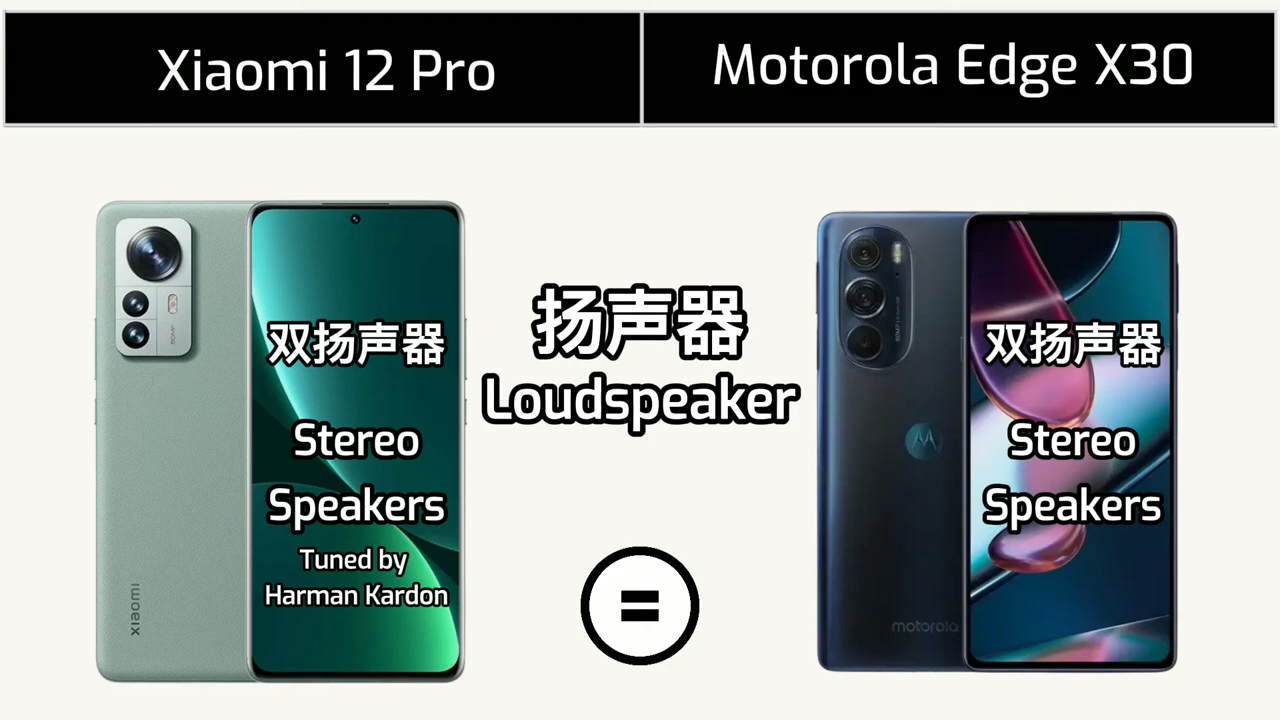 Xiaomi 12 Pro
Motorola Edge X30
双扬声器
Stereo
Speakers
Tuned by
Harman Kardon
xiaomi
扬声器
Loudspeaker
=
双扬声器
Stereo
Speakers
motorola